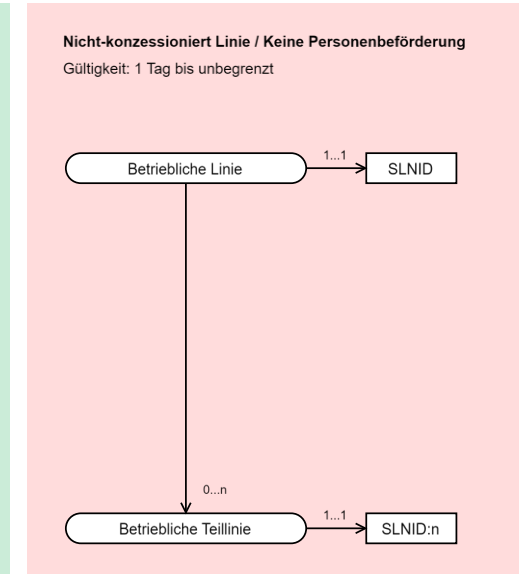 Nicht-konzessioniert Linie / Keine Personenbeförderung
Gültigkeit: 1 Tag bis unbegrenzt
1...1
Betriebliche Linie
SLNID
0...n
1...1
Betriebliche Teillinie
SLNID:n